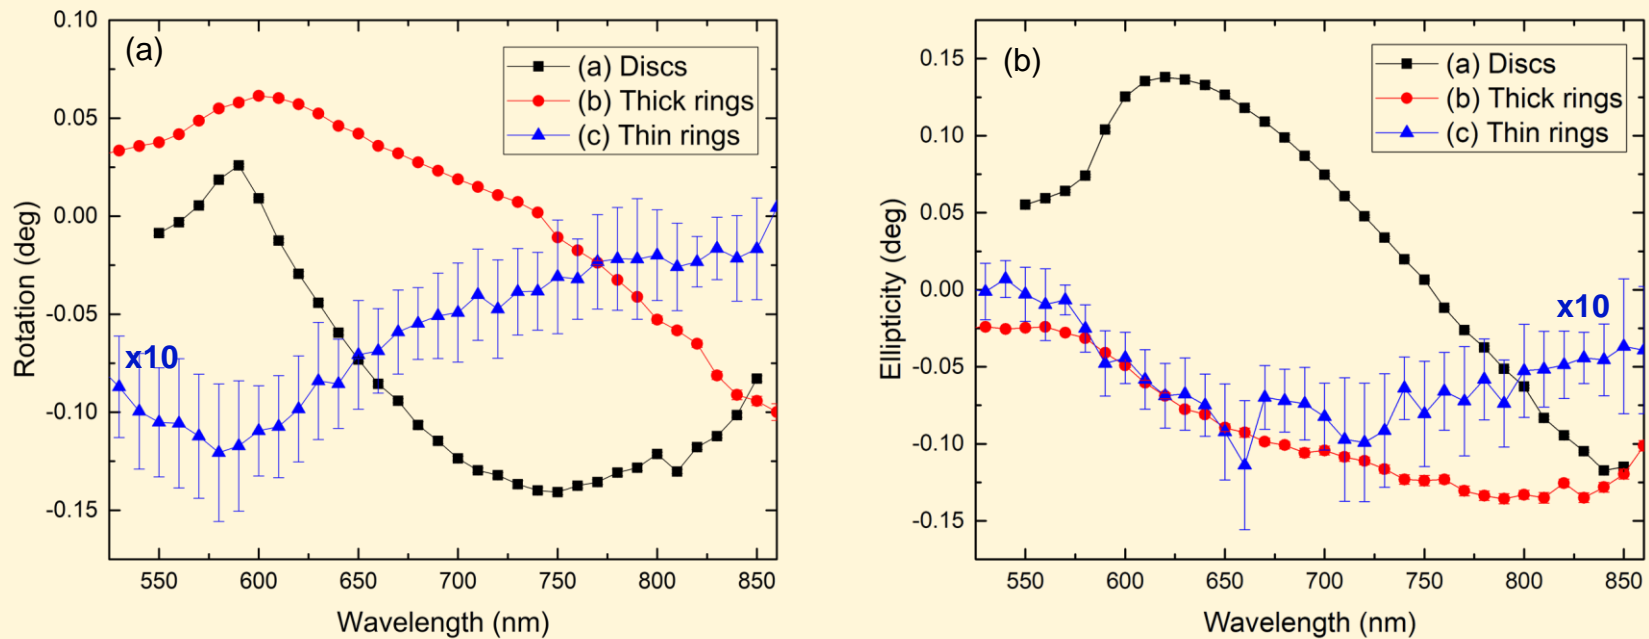 (a)
(a) Discs
(b) Thick rings
(c) Thin rings
x10
0.10
0.05
0.00
-0.05
-0.10
-0.15
Rotation (deg)
550 600 650 700 750 800 850
Wavelength (nm)
(b)
(a) Discs
(b) Thick rings
(c) Thin rings
x10
0.15
0.10
0.05
0.00
-0.05
-0.10
-0.15
Ellipticity (deg)
550 600 650 700 750 800 850
Wavelength (nm)